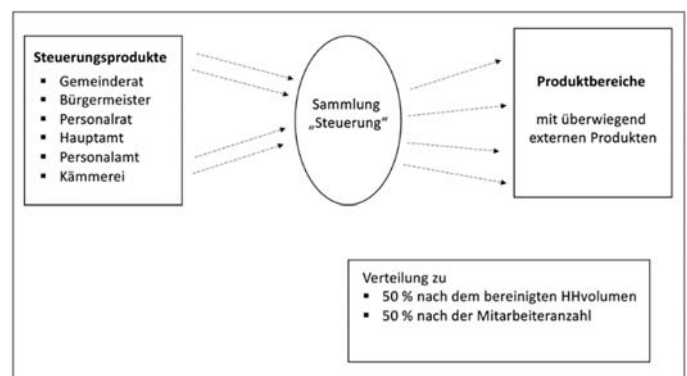 Steuerungsprodukte
▪ Gemeinderat
▪ Bürgermeister
▪ Personalrat
▪ Hauptamt
▪ Personalamt
▪ Kämmerei
Sammlung
„Steuerung“
Produktbereiche
mit überwiegend
externen Produkten
Verteilung zu
▪ 50 % nach dem bereinigten HHvolumen
▪ 50 % nach der Mitarbeiteranzahl